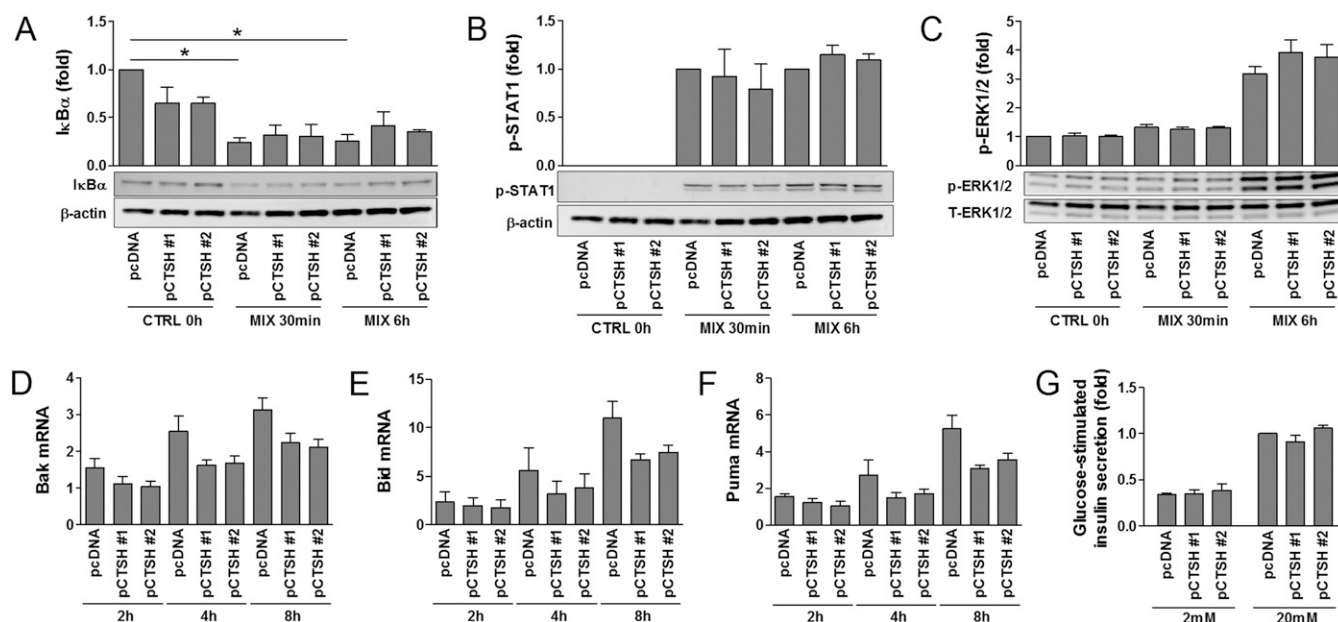 A
IκBα (fold)
1.5
1.0
0.5
0.0
*
*
IκBα
β-actin
pcDNA
pCTSH #1
pCTSH #2
pcDNA
pCTSH #1
pCTSH #2
pcDNA
pCTSH #1
pCTSH #2
CTRL 0h
MIX 30min
MIX 6h
B
p-STAT1 (fold)
1.5
1.0
0.5
0.0
p-STAT1
β-actin
pcDNA
pCTSH #1
pCTSH #2
pcDNA
pCTSH #1
pCTSH #2
pcDNA
pCTSH #1
pCTSH #2
CTRL 0h
MIX 30min
MIX 6h
C
p-ERK1/2 (fold)
5
4
3
2
1
0
p-ERK1/2
T-ERK1/2
pcDNA
pCTSH #1
pCTSH #2
pcDNA
pCTSH #1
pCTSH #2
pcDNA
pCTSH #1
pCTSH #2
CTRL 0h
MIX 30min
MIX 6h
D
Bak mRNA
4
3
2
1
0
pcDNA
pCTSH #1
pCTSH #2
pcDNA
pCTSH #1
pCTSH #2
pcDNA
pCTSH #1
pCTSH #2
2h
4h
8h
E
Bid mRNA
15
10
5
0
pcDNA
pCTSH #1
pCTSH #2
pcDNA
pCTSH #1
pCTSH #2
pcDNA
pCTSH #1
pCTSH #2
2h
4h
8h
F
Puma mRNA
8
6
4
2
0
pcDNA
pCTSH #1
pCTSH #2
pcDNA
pCTSH #1
pCTSH #2
pcDNA
pCTSH #1
pCTSH #2
2h
4h
8h
G
Glucose-stimulated
insulin secretion (fold)
1.5
1.0
0.5
0.0
pcDNA
pCTSH #1
pCTSH #2
pcDNA
pCTSH #1
pCTSH #2
2mM
20mM